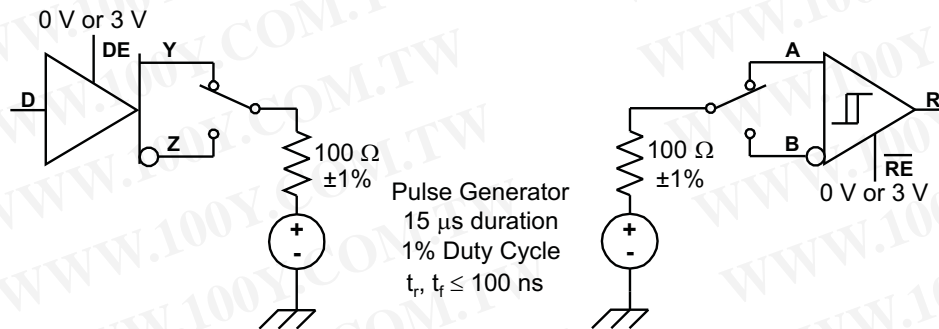 0 V or 3 V
DE
Y
D
Z
100 Ω
±1%
Pulse Generator
15 μs duration
1% Duty Cycle
tr, tf ≤ 100 ns
A
R
B
100 Ω
±1%
RE
0 V or 3 V
WWW.100Y.COM.TW